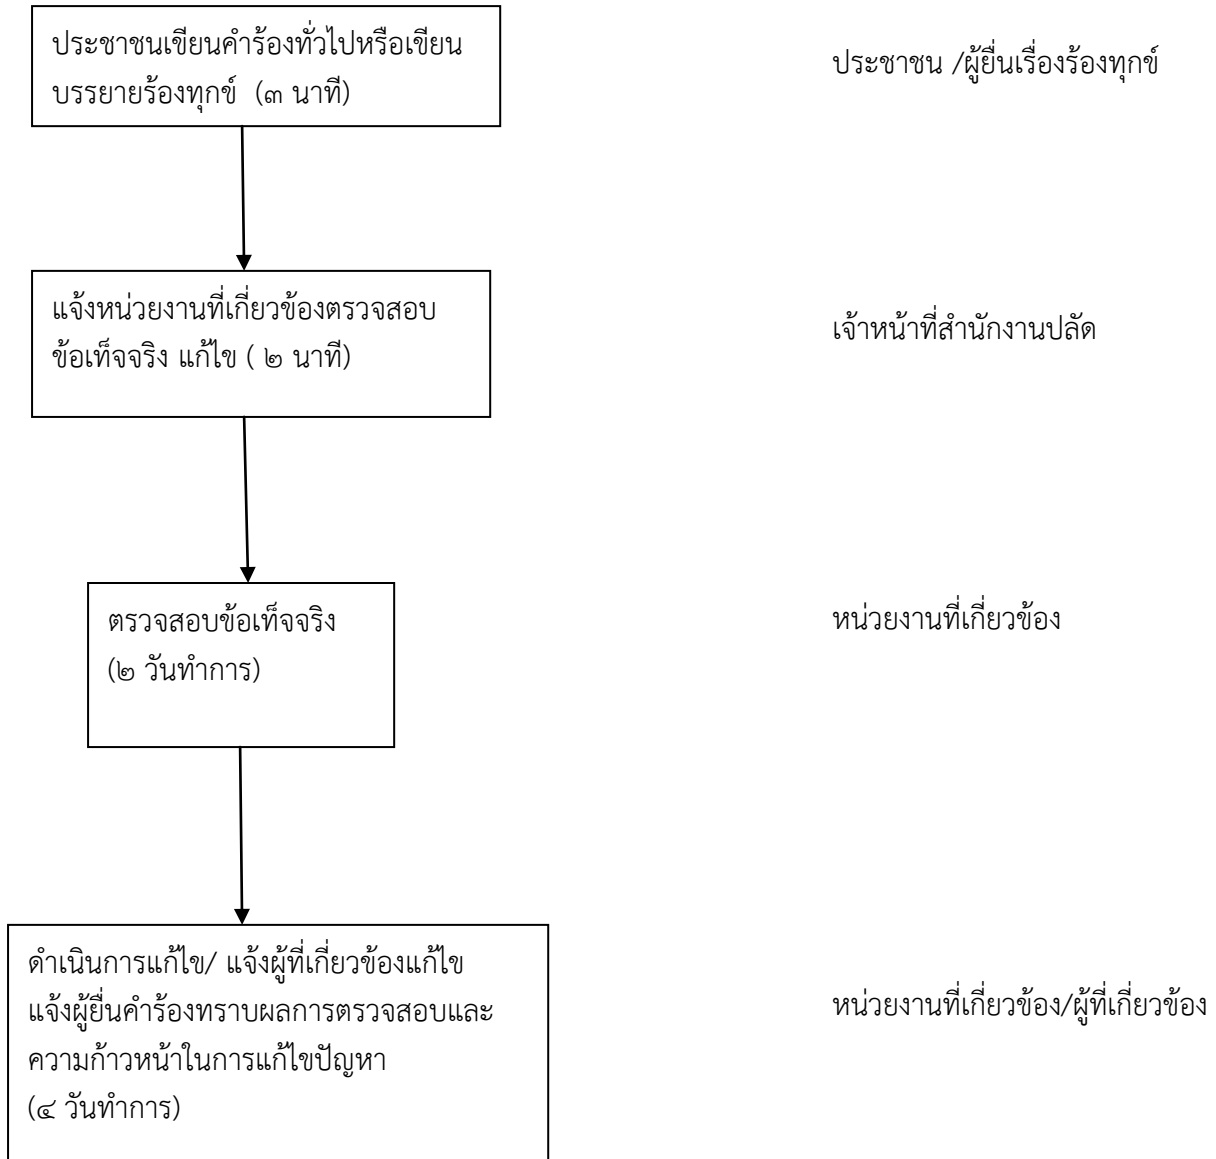 ประชาชนเขียนคำร้องทั่วไปหรือเขียน
บรรยายร้องทุกข์ (๓ นาที)
ประชาชน /ผู้ยื่นเรื่องร้องทุกข์
แจ้งหน่วยงานที่เกี่ยวข้องตรวจสอบ
ข้อเท็จจริง แก้ไข ( ๒ นาที)
เจ้าหน้าที่สำนักงานปลัด
ตรวจสอบข้อเท็จจริง
(๒ วันทำการ)
หน่วยงานที่เกี่ยวข้อง
ดำเนินการแก้ไข/ แจ้งผู้ที่เกี่ยวข้องแก้ไข
แจ้งผู้ยื่นคำร้องทราบผลการตรวจสอบและ
ความก้าวหน้าในการแก้ไขปัญหา
(๔ วันทำการ)
หน่วยงานที่เกี่ยวข้อง/ผู้ที่เกี่ยวข้อง